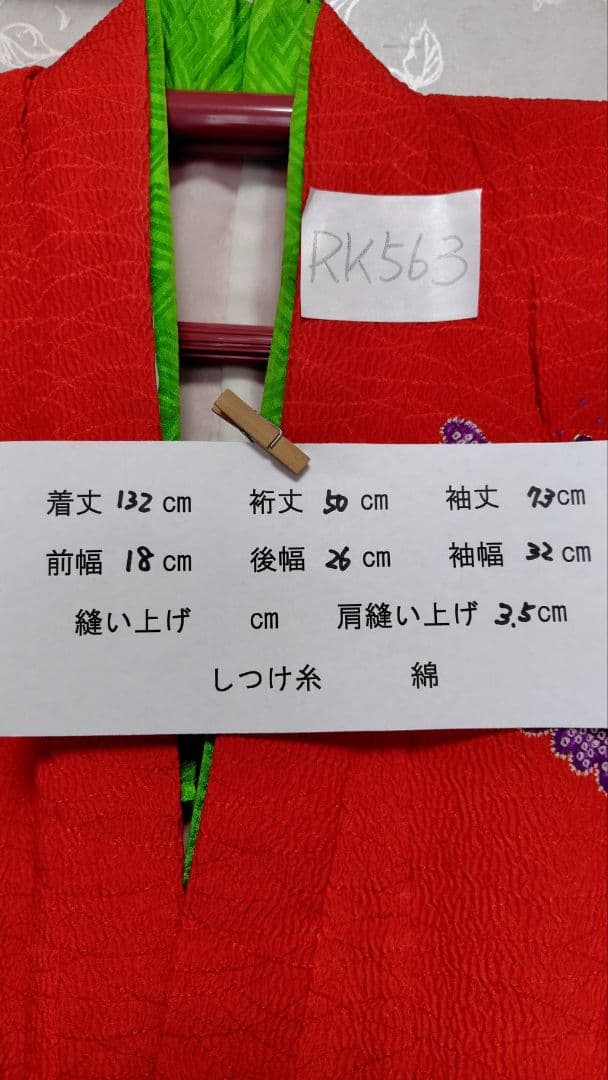 RK563
着丈 132 cm 裄丈 50 cm 袖丈 73 cm
前幅 18 cm 後幅 26 cm 袖幅 32 cm
縫い上げ cm 肩縫い上げ 3.5 cm
しつけ糸 綿